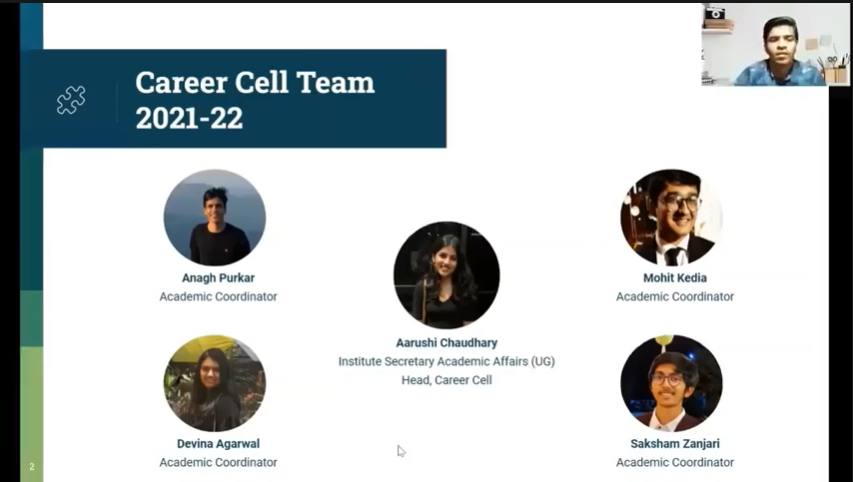 Career Cell Team
2021-22
Anagh Purkar
Academic Coordinator
Mohit Kedia
Academic Coordinator
Aarushi Chaudhary
Institute Secretary Academic Affairs (UG)
Head, Career Cell
Devina Agarwal
Academic Coordinator
Saksham Zanjari
Academic Coordinator
2